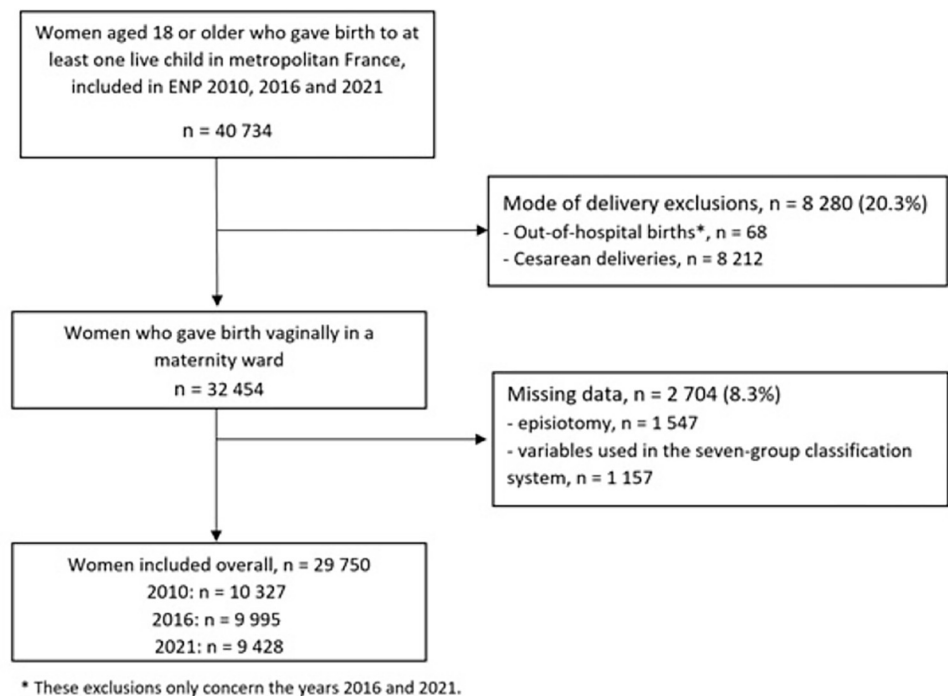 Women aged 18 or older who gave birth to at
least one live child in metropolitan France,
included in ENP 2010, 2016 and 2021
n = 40 734
Mode of delivery exclusions, n = 8 280 (20.3%)
- Out-of-hospital births*, n = 68
- Cesarean deliveries, n = 8 212
Women who gave birth vaginally in a
maternity ward
n = 32 454
Missing data, n = 2 704 (8.3%)
- episiotomy, n = 1 547
- variables used in the seven-group classification
system, n = 1 157
Women included overall, n = 29 750
2010: n = 10 327
2016: n = 9 995
2021: n = 9 428
* These exclusions only concern the years 2016 and 2021.